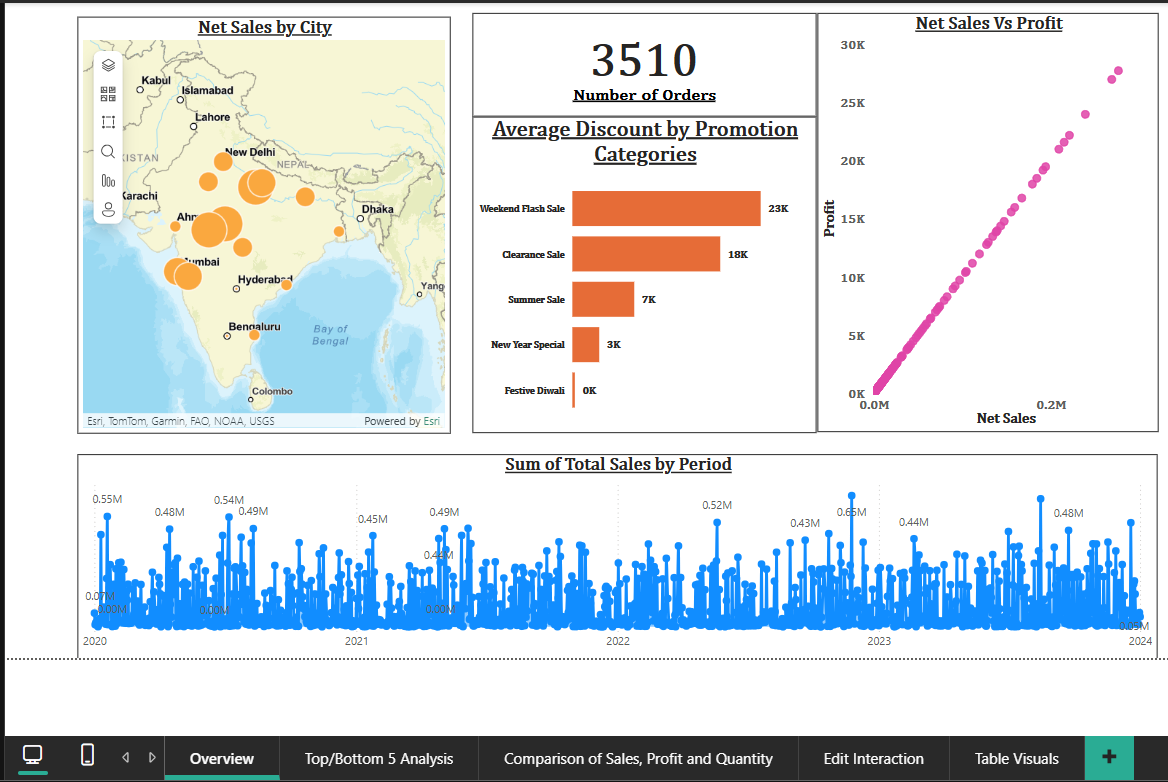 Net Sales by City
Kabul
Islamabad
Lahore
KISTAN
New Delhi
NEPAL
Karachi
Ahm
Dhaka
umbai
Hyderabad
Yang
Bengaluru
Bay of
Bengal
Colombo
Esri, TomTom, Garmin, FAO, NOAA, USGS
Powered by Esri
3510
Number of Orders
Average Discount by Promotion
Categories
Weekend Flash Sale 23K
Clearance Sale 18K
Summer Sale 7K
New Year Special 3K
Festive Diwali 0K
Net Sales Vs Profit
30K
25K
20K
15K
10K
5K
0K
Profit
0.0M 0.2M
Net Sales
Sum of Total Sales by Period
0.55M 0.48M 0.54M 0.49M 0.45M 0.49M 0.44M 0.52M 0.43M 0.65M 0.44M 0.48M
0.07M 0.00M 0.00M 0.00M 0.05M
2020 2021 2022 2023 2024
Overview
Top/Bottom 5 Analysis
Comparison of Sales, Profit and Quantity
Edit Interaction
Table Visuals
+